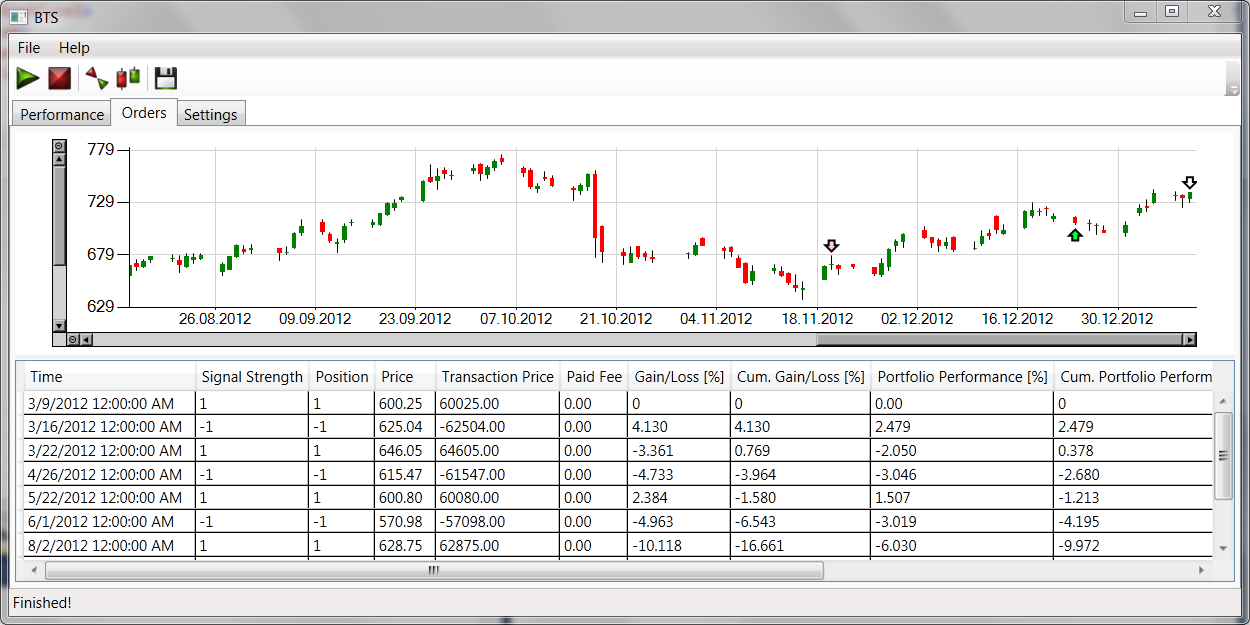 BTS
File Help
Performance Orders Settings
779
729
679
629
26.08.2012 09.09.2012 23.09.2012 07.10.2012 21.10.2012 04.11.2012 18.11.2012 02.12.2012 16.12.2012 30.12.2012
Time Signal Strength Position Price Transaction Price Paid Fee Gain/Loss [%] Cum. Gain/Loss [%] Portfolio Performance [%] Cum. Portfolio Perform
3/9/2012 12:00:00 AM 1 1 600.25 60025.00 0.00 0 0 0.00 0
3/16/2012 12:00:00 AM -1 -1 625.04 -62504.00 0.00 4.130 4.130 2.479 2.479
3/22/2012 12:00:00 AM 1 1 646.05 64605.00 0.00 -3.361 0.769 -2.050 0.378
4/26/2012 12:00:00 AM -1 -1 615.47 -61547.00 0.00 -4.733 -3.964 -3.046 -2.680
5/22/2012 12:00:00 AM 1 1 600.80 60080.00 0.00 2.384 -1.580 1.507 -1.213
6/1/2012 12:00:00 AM -1 -1 570.98 -57098.00 0.00 -4.963 -6.543 -3.019 -4.195
8/2/2012 12:00:00 AM 1 1 628.75 62875.00 0.00 -10.118 -16.661 -6.030 -9.972
Finished!